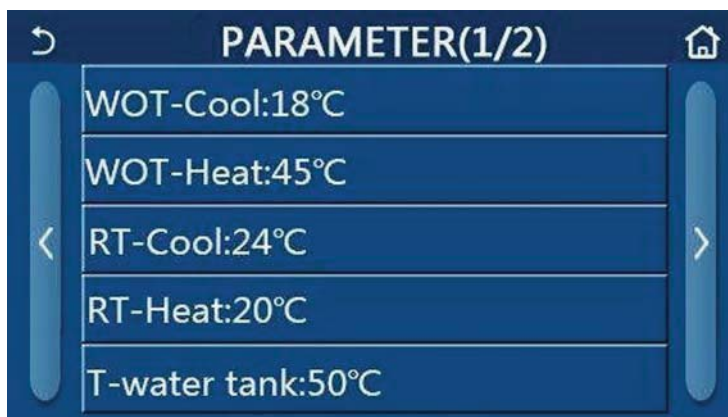 PARAMETER(1/2)
WOT-Cool:18℃
WOT-Heat:45℃
RT-Cool:24℃
RT-Heat:20℃
T-water tank:50℃